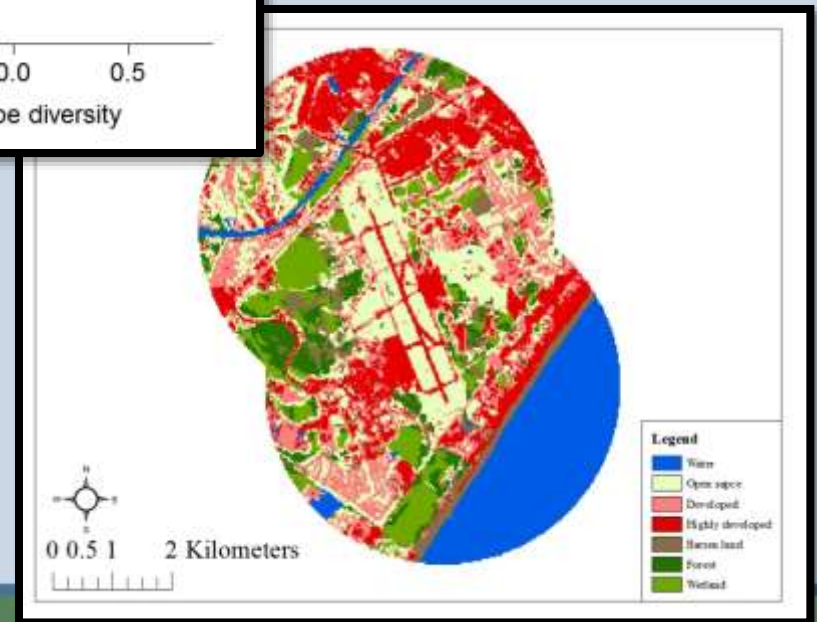 0.0 0.5
pe diversity
N
S
0 0.5 1 2 Kilometers
Legend
Water
Open sapce
Developed
Highly developed
Barren land
Forest
Wetland